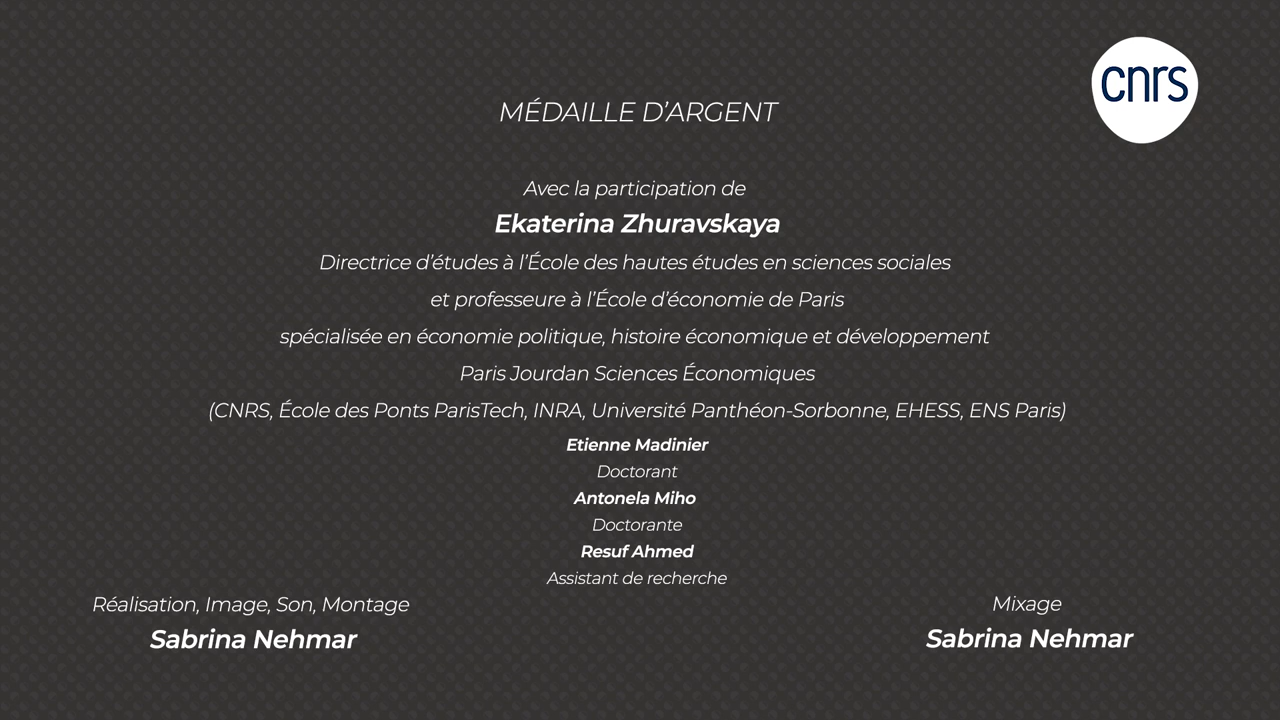 cnrs
MÉDAILLE D'ARGENT
Avec la participation de
Ekaterina Zhuravskaya
Directrice d'études à l'École des hautes études en sciences sociales
et professeure à l'École d'économie de Paris
spécialisée en économie politique, histoire économique et développement
Paris Jourdan Sciences Économiques
(CNRS, École des Ponts ParisTech, INRA, Université Panthéon-Sorbonne, EHESS, ENS Paris)
Etienne Madinier
Doctorant
Antonela Miho
Doctorante
Resuf Ahmed
Assistant de recherche
Réalisation, Image, Son, Montage
Sabrina Nehmar
Mixage
Sabrina Nehmar